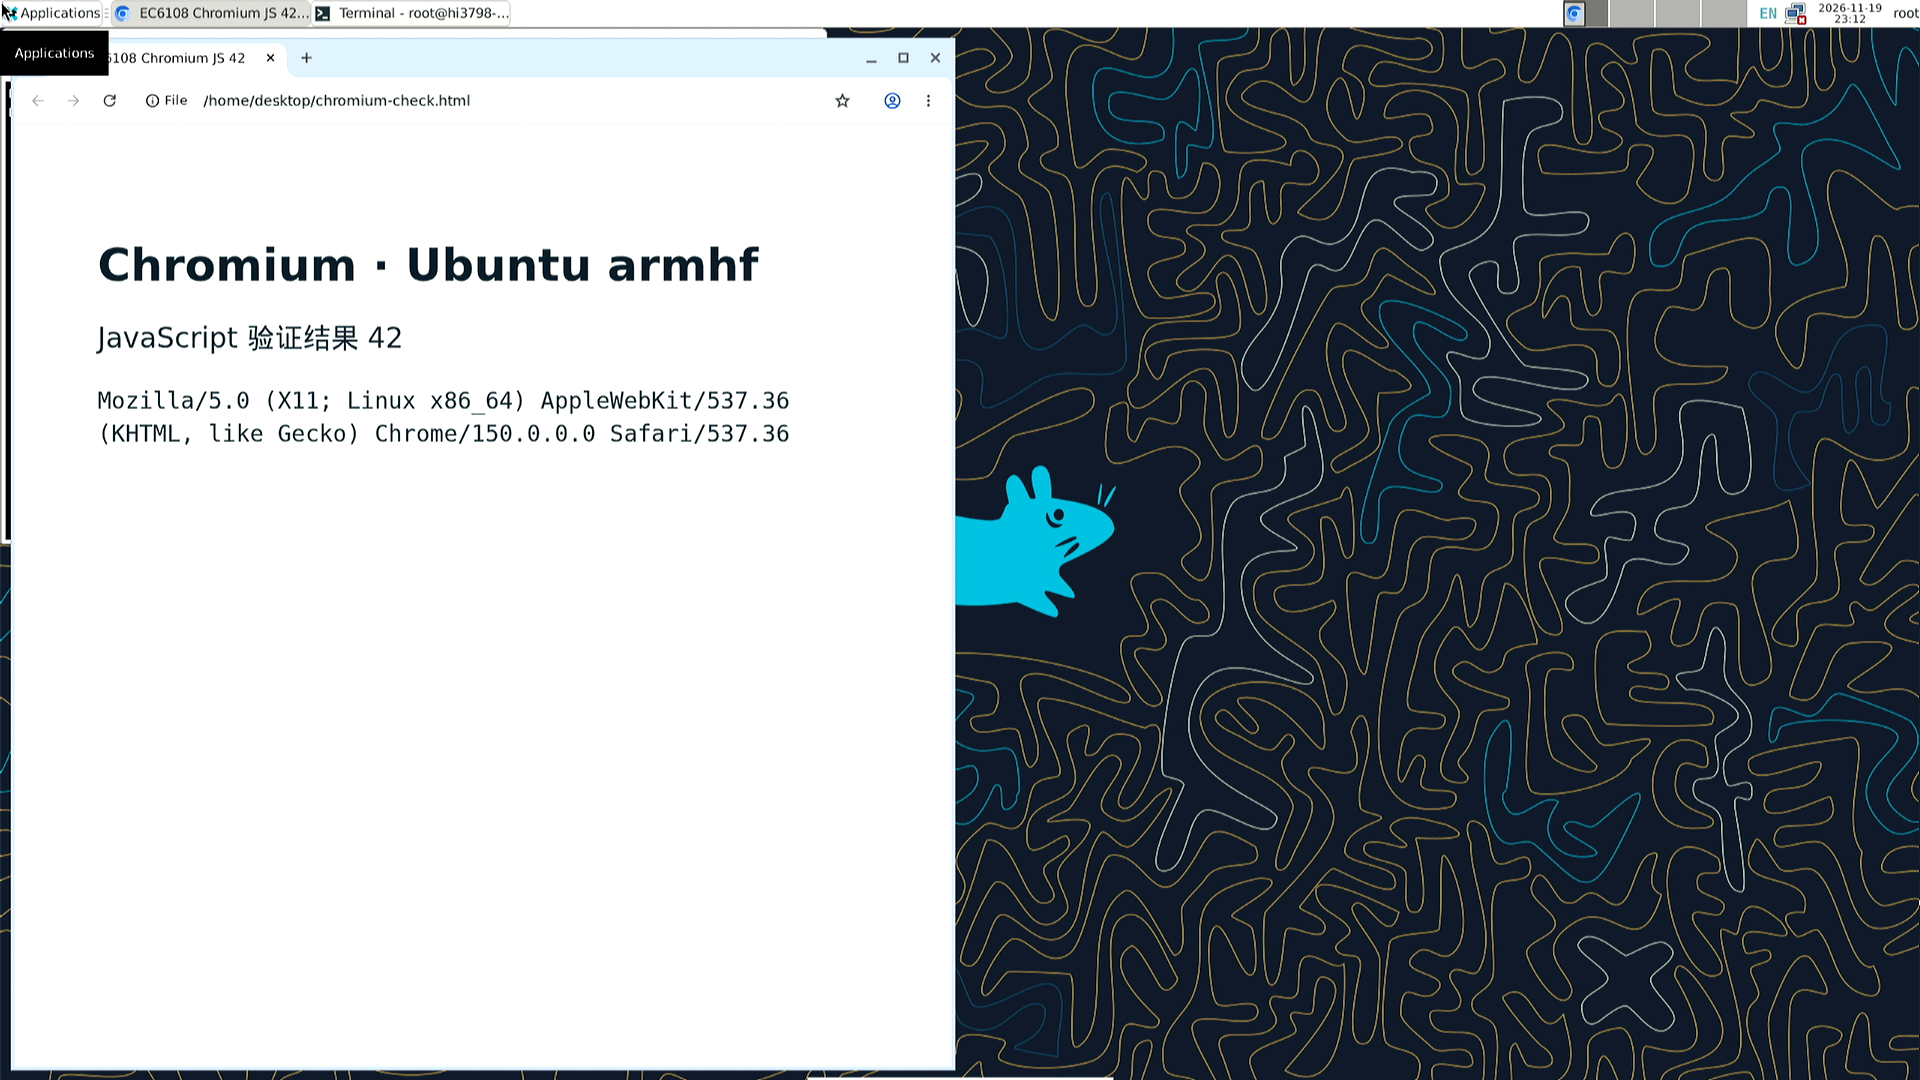 Applications
EC6108 Chromium JS 42...
Terminal - root@hi3798-...
EN
2026-11-19
23:12
root
Applications
6108 Chromium JS 42
File
/home/desktop/chromium-check.html
Chromium · Ubuntu armhf
JavaScript 验证结果 42
Mozilla/5.0 (X11; Linux x86_64) AppleWebKit/537.36
(KHTML, like Gecko) Chrome/150.0.0.0 Safari/537.36